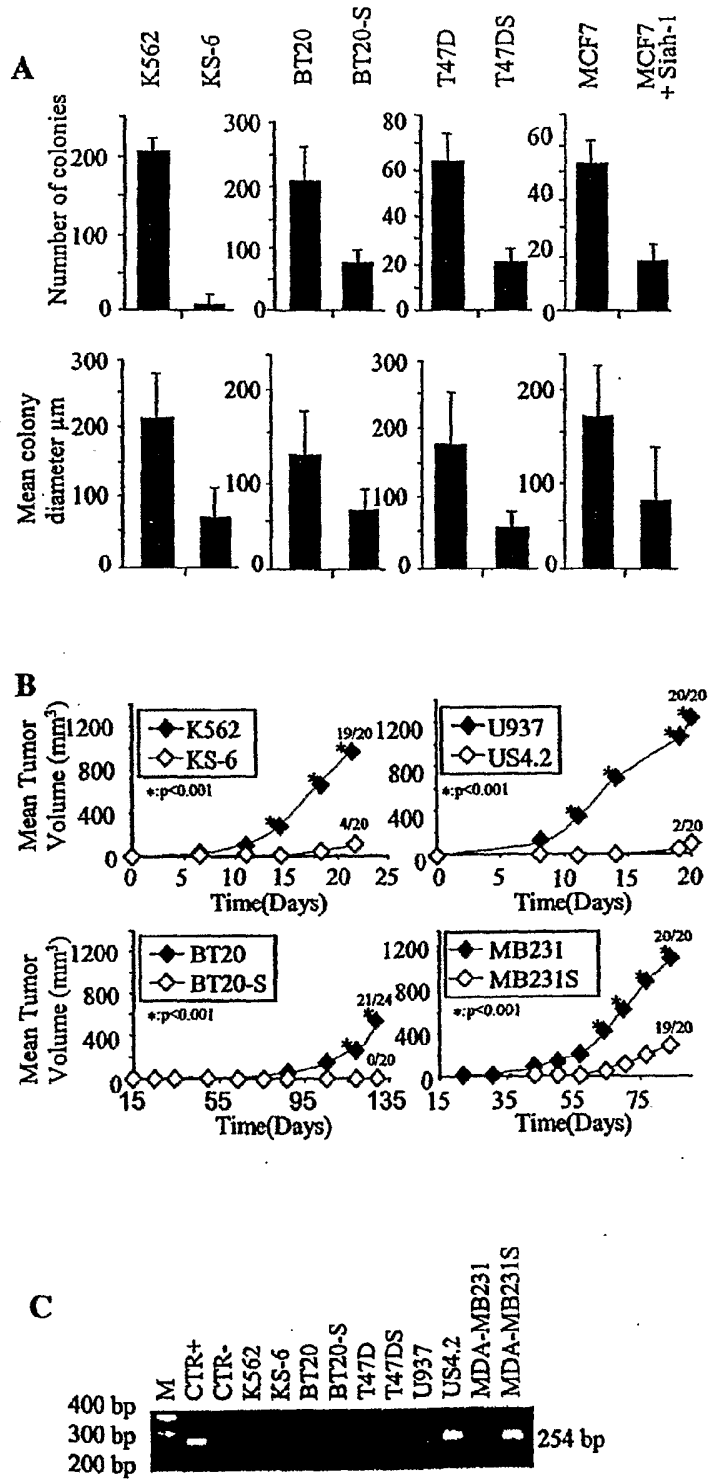 A
K562
KS-6
BT20
BT20-S
T47D
T47DS
MCF7
MCF7
+ Siah-1
Numnber of colonies
200
100
0
300
200
100
0
80
60
40
20
0
60
40
20
0
Mean colony
diameter µm
300
200
100
0
200
100
0
300
200
100
0
200
100
0
B
Mean Tumor
Volume (mm³)
1200
800
400
0
K562
KS-6
*:p<0.001
19/20
4/20
0 5 10 15 20 25
Time(Days)
1200
800
400
0
U937
US4.2
*:p<0.001
20/20
2/20
0 5 10 15 20
Time(Days)
Mean Tumor
Volume (mm³)
1200
800
400
0
BT20
BT20-S
*:p<0.001
21/24
0/20
15 55 95 135
Time(Days)
1200
800
400
0
MB231
MB231S
*:p<0.001
20/20
19/20
15 35 55 75
Time(Days)
C
M
CTR+
CTR-
K562
KS-6
BT20
BT20-S
T47D
T47DS
U937
US4.2
MDA-MB231
MDA-MB231S
400 bp
300 bp
200 bp
254 bp